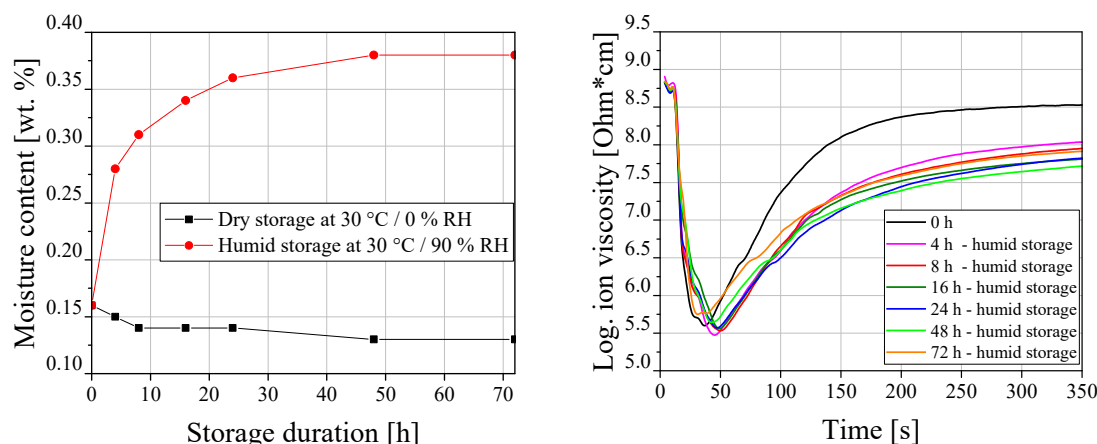 0.40
0.35
0.30
0.25
0.20
0.15
0.10
0 10 20 30 40 50 60 70
Moisture content [wt. %]
Storage duration [h]
Dry storage at 30 °C / 0 % RH
Humid storage at 30 °C / 90 % RH
9.5
9.0
8.5
8.0
7.5
7.0
6.5
6.0
5.5
5.0
0 50 100 150 200 250 300 350
Log. ion viscosity [Ohm*cm]
Time [s]
0 h
4 h - humid storage
8 h - humid storage
16 h - humid storage
24 h - humid storage
48 h - humid storage
72 h - humid storage